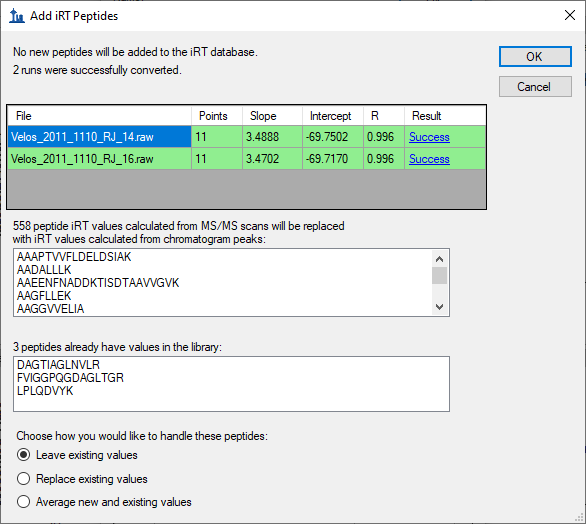 Add iRT Peptides
No new peptides will be added to the iRT database.
2 runs were successfully converted.
OK
Cancel
File Points Slope Intercept R Result
Velos_2011_1110_RJ_14.raw 11 3.4888 -69.7502 0.996 Success
Velos_2011_1110_RJ_16.raw 11 3.4702 -69.7170 0.996 Success
558 peptide iRT values calculated from MS/MS scans will be replaced
with iRT values calculated from chromatogram peaks:
AAAPTVVFLDELDSIAK
AADALLLK
AAEENFNADDKTISDTAAVVGVK
AAGFLLEK
AAGGVVELIA
3 peptides already have values in the library:
DAGTIAGLNVLR
FVIGGPQGDAGLTGR
LPLQDVYK
Choose how you would like to handle these peptides:
Leave existing values
Replace existing values
Average new and existing values